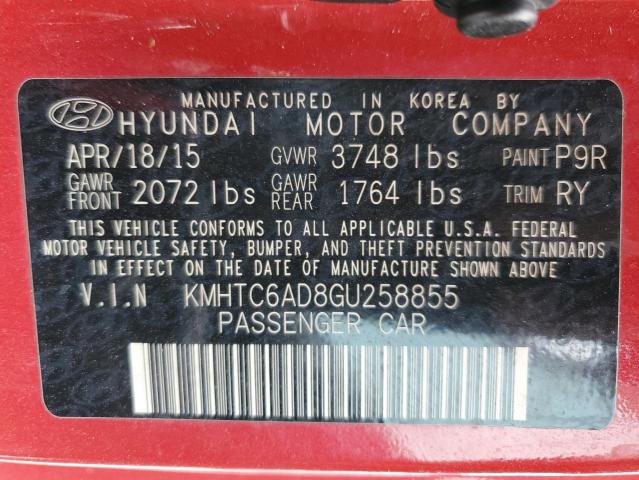 MANUFACTURED IN KOREA BY
HYUNDAI MOTOR COMPANY
APR/18/15 GVWR 3748 lbs PAINT P9R
GAWR FRONT 2072 lbs GAWR REAR 1764 lbs TRIM RY
THIS VEHICLE CONFORMS TO ALL APPLICABLE U.S.A. FEDERAL
MOTOR VEHICLE SAFETY, BUMPER, AND THEFT PREVENTION STANDARDS
IN EFFECT ON THE DATE OF MANUFACTURE SHOWN ABOVE
V.I.N KMHTC6AD8GU258855
PASSENGER CAR